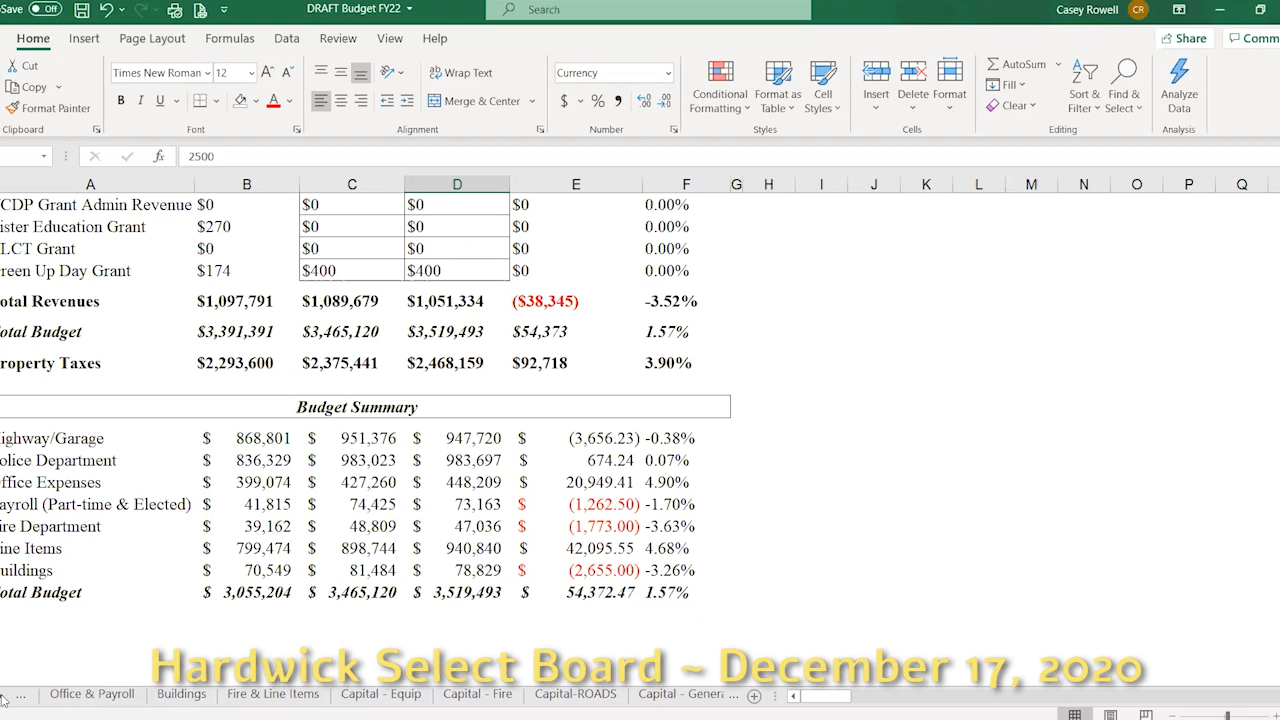 Save Off DRAFT Budget FY22 Search Casey Rowell CR
Home Insert Page Layout Formulas Data Review View Help Share Comm
Cut Copy Format Painter Clipboard
Times New Roman 12 B I U Font
Wrap Text Merge & Center Alignment
Currency $ % Number
Conditional Formatting Format as Table Cell Styles Styles
Insert Delete Format Cells
AutoSum Fill Clear Sort & Filter Find & Select Editing
Analyze Data Analysis
fx 2500
A B C D E F G H I J K L M N O P Q
CDP Grant Admin Revenue $0 $0 $0 $0 0.00%
ister Education Grant $270 $0 $0 $0 0.00%
LCT Grant $0 $0 $0 $0 0.00%
reen Up Day Grant $174 $400 $400 $0 0.00%
otal Revenues $1,097,791 $1,089,679 $1,051,334 ($38,345) -3.52%
otal Budget $3,391,391 $3,465,120 $3,519,493 $54,373 1.57%
roperty Taxes $2,293,600 $2,375,441 $2,468,159 $92,718 3.90%
Budget Summary
ighway/Garage $ 868,801 $ 951,376 $ 947,720 $ (3,656.23) -0.38%
olice Department $ 836,329 $ 983,023 $ 983,697 $ 674.24 0.07%
ffice Expenses $ 399,074 $ 427,260 $ 448,209 $ 20,949.41 4.90%
ayroll (Part-time & Elected) $ 41,815 $ 74,425 $ 73,163 $ (1,262.50) -1.70%
ire Department $ 39,162 $ 48,809 $ 47,036 $ (1,773.00) -3.63%
ine Items $ 799,474 $ 898,744 $ 940,840 $ 42,095.55 4.68%
uildings $ 70,549 $ 81,484 $ 78,829 $ (2,655.00) -3.26%
otal Budget $ 3,055,204 $ 3,465,120 $ 3,519,493 $ 54,372.47 1.57%
Hardwick Select Board ~ December 17, 2020
... Office & Payroll Buildings Fire & Line Items Capital - Equip Capital - Fire Capital-ROADS Capital - Gener ...